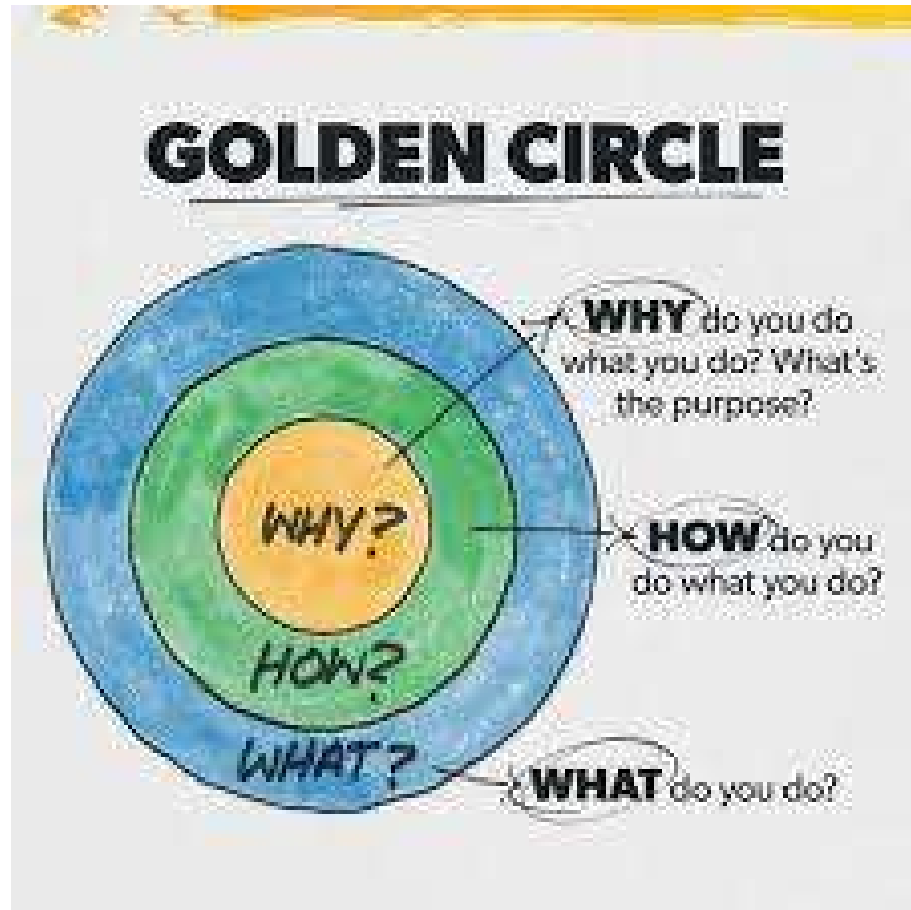 GOLDEN CIRCLE
WHY do you do
what you do? What's
the purpose?
WHY?
HOW do you
do what you do?
HOW?
WHAT?
WHAT do you do?